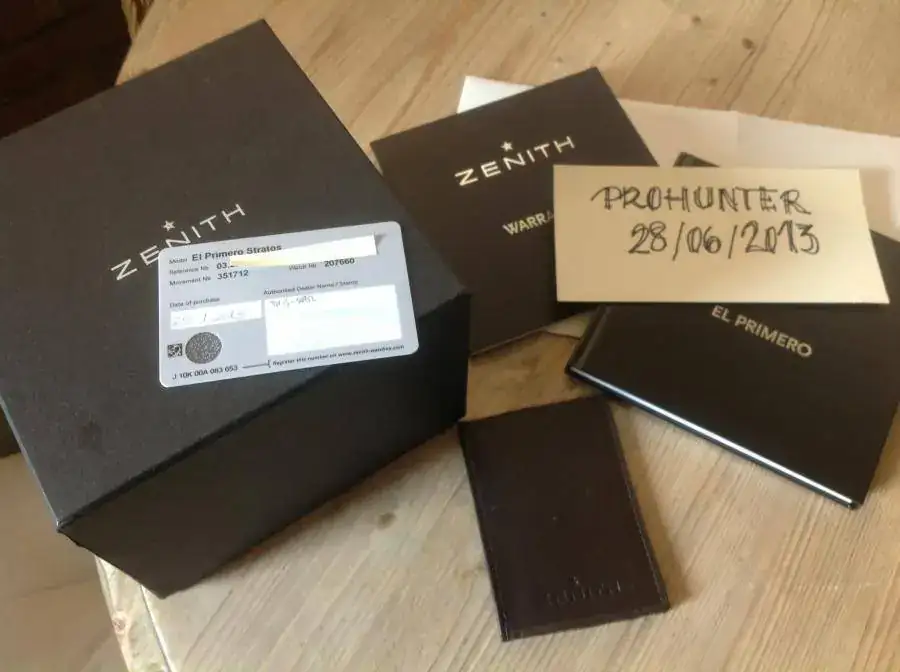 ZENITH
Model El Primero Stratos
Reference № 03.
Watch № 207660
Movement № 351712
Date of purchase
Authorised Dealer Name / Stamp
J 10K 00A 083 653
Register this number on www.zenith-watches.com
ZENITH
WARRA
PROHUNTER
28/06/2013
EL PRIMERO